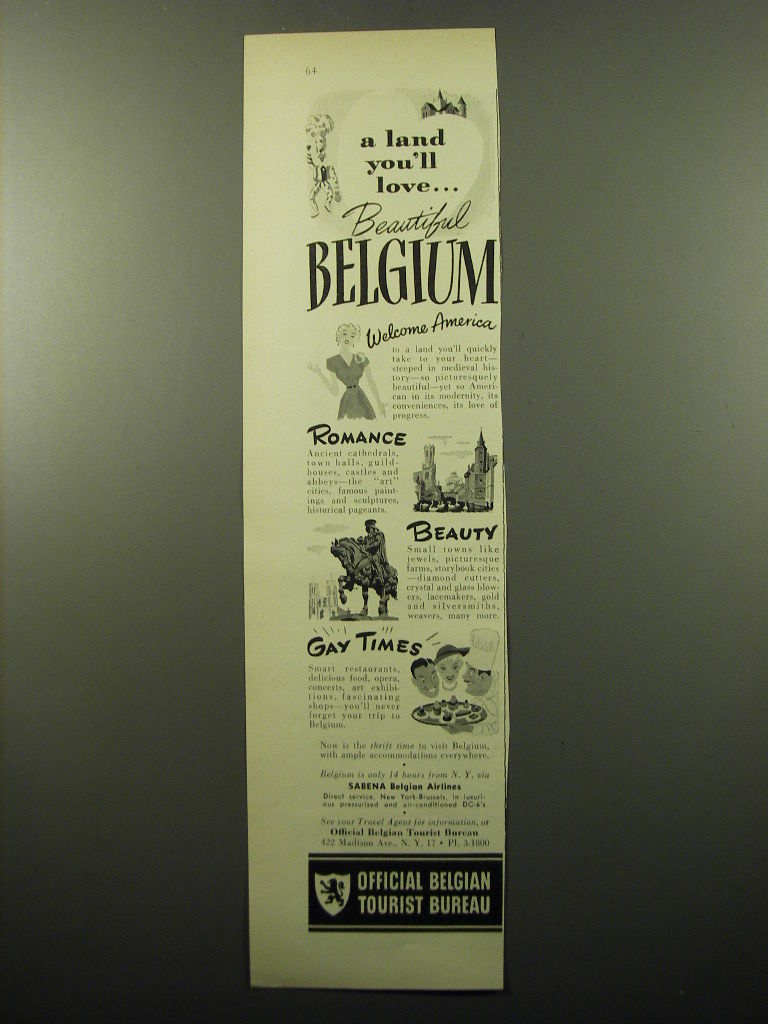 64
a land
you'll
love...
Beautiful
BELGIUM
Welcome America
to a land you'll quickly
take to your heart—
steeped in medieval his-
tory—so picturesquely
beautiful—yet so Ameri-
can in its modernity, its
conveniences, its love of
progress.
ROMANCE
Ancient cathedrals,
town halls, guild-
houses, castles and
abbeys—the "art"
cities, famous paint-
ings and sculptures,
historical pageants.
BEAUTY
Small towns like
jewels, picturesque
farms, storybook cities
—diamond cutters,
crystal and glass blow-
ers, lacemakers, gold
and silversmiths,
weavers, many more.
GAY TIMES
Smart restaurants,
delicious food, opera,
concerts, art exhibi-
tions, fascinating
shops—you'll never
forget your trip to
Belgium.
Now is the thrift time to visit Belgium,
with ample accommodations everywhere.
•
Belgium is only 14 hours from N. Y. via
SABENA Belgian Airlines
Direct service, New York-Brussels, in luxuri-
ous pressurized and air-conditioned DC-6's
•
See your Travel Agent for information, or
Official Belgian Tourist Bureau
422 Madison Ave., N. Y. 17 • PL 3-1800
OFFICIAL BELGIAN
TOURIST BUREAU